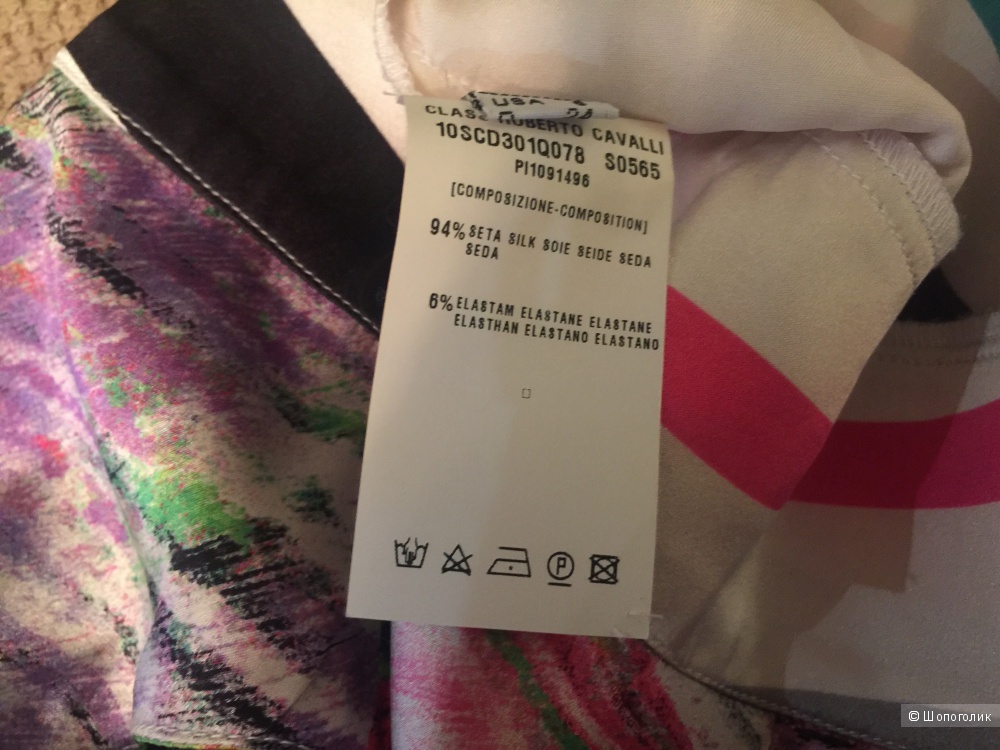 USA
CLASS ROBERTO CAVALLI
10SCD301Q078 S0565
PI1091496
[COMPOSIZIONE-COMPOSITION]
94% SETA SILK SOIE SEIDE SEDA
SEDA
6% ELASTAM ELASTANE ELASTANE
ELASTHAN ELASTANO ELASTANO
P
© Шопоголик